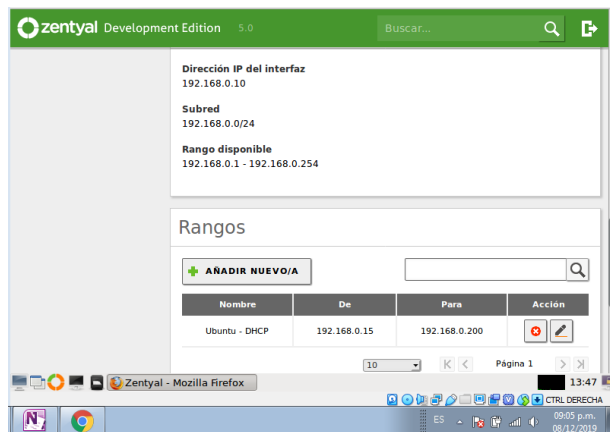 zentyal Development Edition 5.0 Buscar...
Dirección IP del interfaz
192.168.0.10
Subred
192.168.0.0/24
Rango disponible
192.168.0.1 - 192.168.0.254
Rangos
AÑADIR NUEVO/A
Nombre De Para Acción
Ubuntu - DHCP 192.168.0.15 192.168.0.200
10 Página 1
Zentyal - Mozilla Firefox 13:47
CTRL DERECHA
N ES 09:05 p.m.
08/12/2019